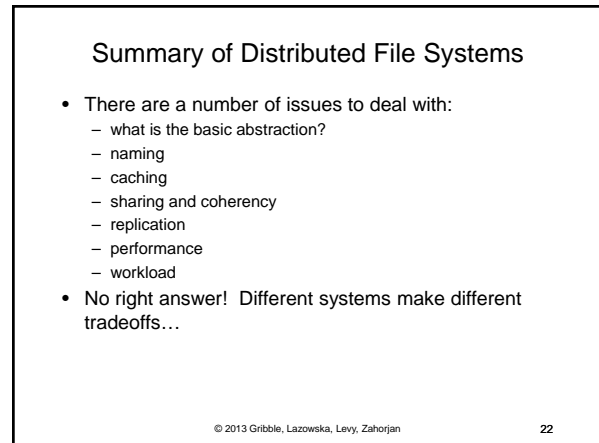 Summary of Distributed File Systems
• There are a number of issues to deal with:
– what is the basic abstraction?
– naming
– caching
– sharing and coherency
– replication
– performance
– workload
• No right answer!  Different systems make different
tradeoffs…
© 2013 Gribble, Lazowska, Levy, Zahorjan
22